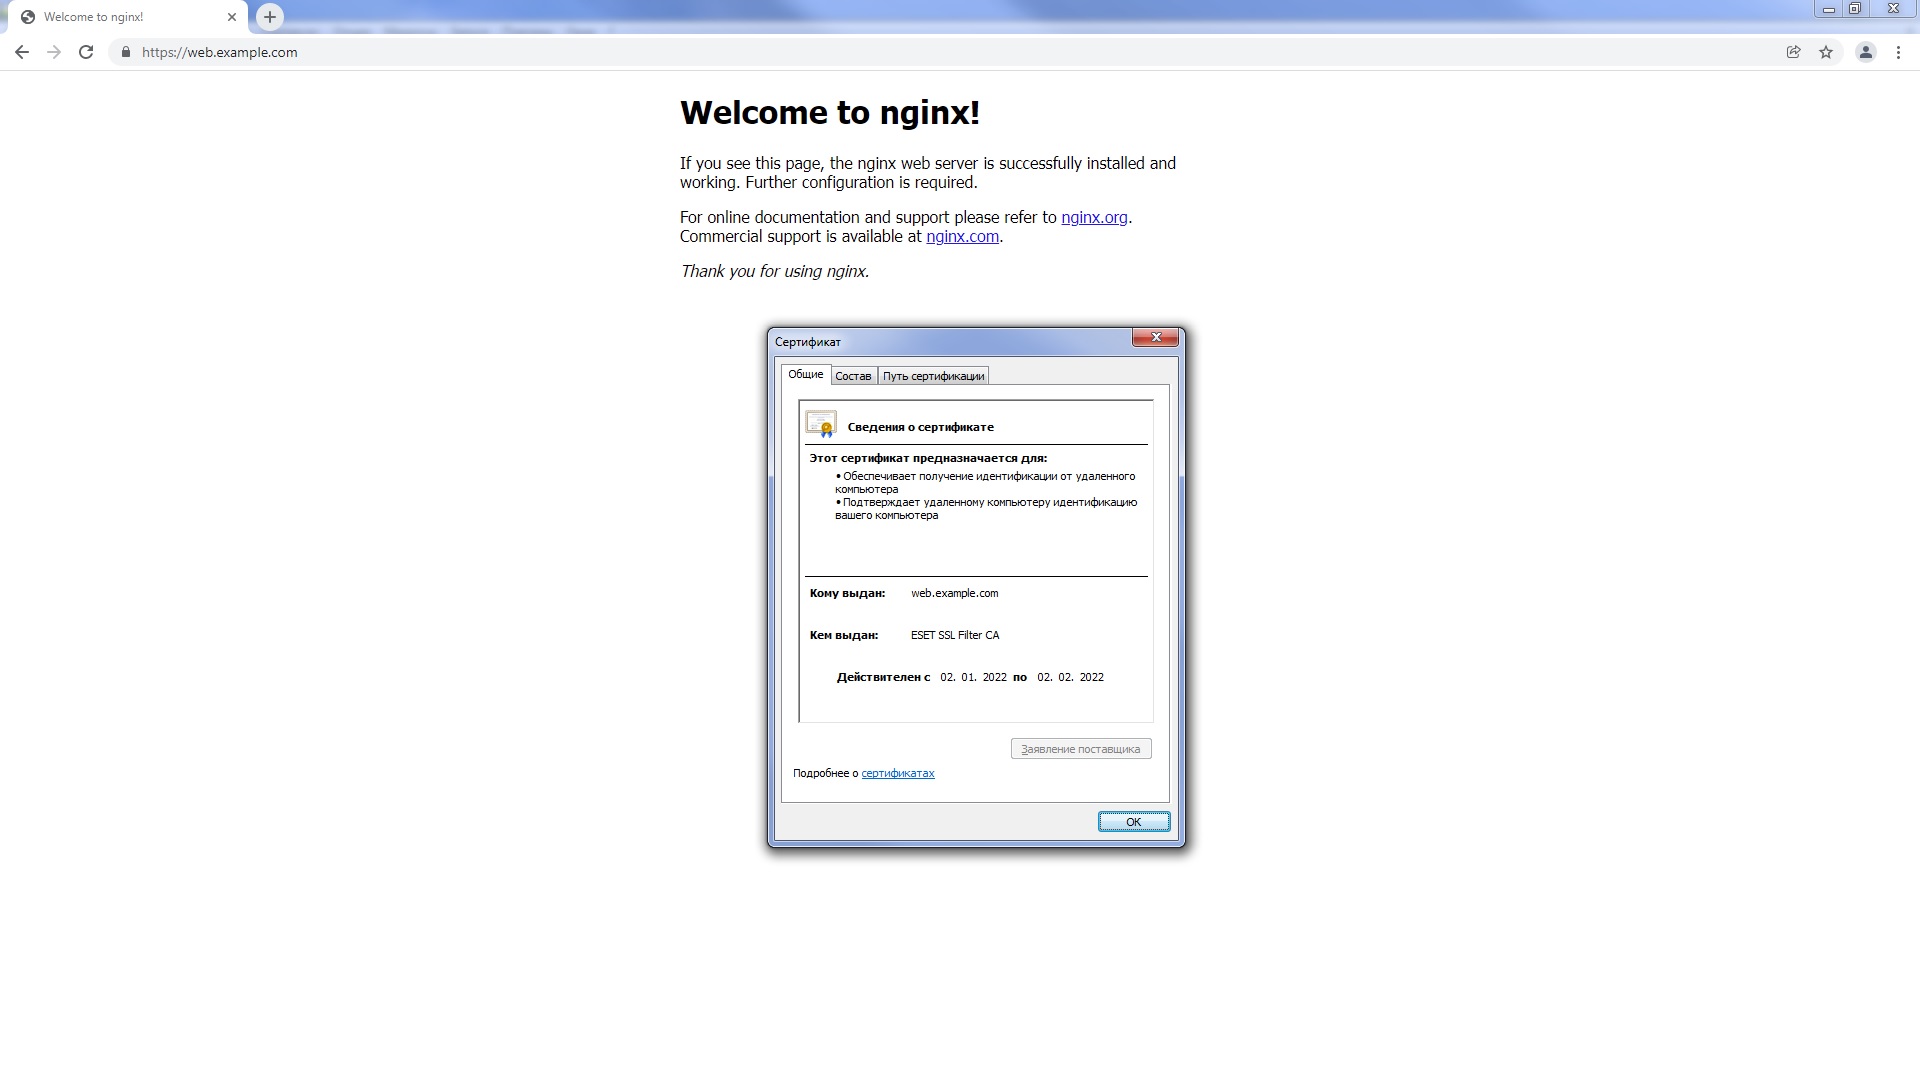 Welcome to nginx!
https://web.example.com
Welcome to nginx!
If you see this page, the nginx web server is successfully installed and
working. Further configuration is required.
For online documentation and support please refer to nginx.org.
Commercial support is available at nginx.com.
Thank you for using nginx.
Сертификат
Общие Состав Путь сертификации
Сведения о сертификате
Этот сертификат предназначается для:
• Обеспечивает получение идентификации от удаленного
компьютера
• Подтверждает удаленному компьютеру идентификацию
вашего компьютера
Кому выдан: web.example.com
Кем выдан: ESET SSL Filter CA
Действителен с 02. 01. 2022 по 02. 02. 2022
Заявление поставщика
Подробнее о сертификатах
ОК